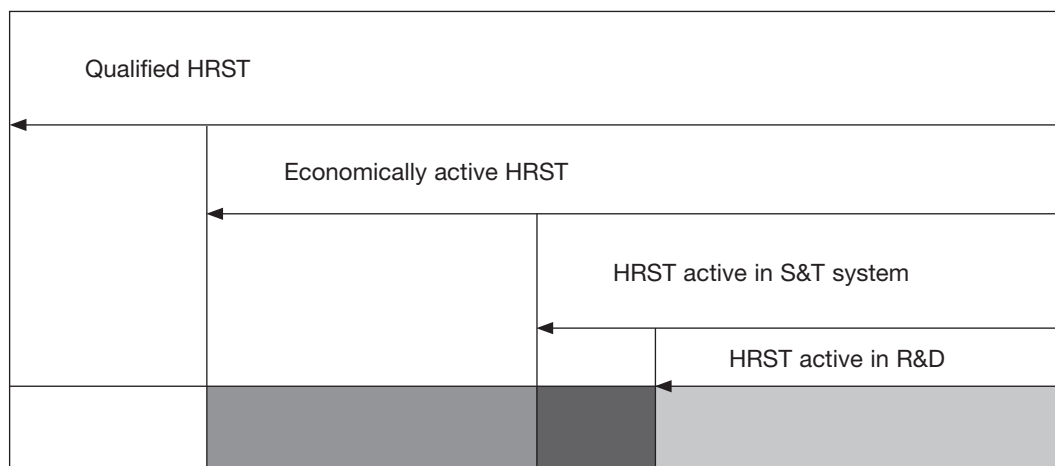 Qualified HRST
Economically active HRST
HRST active in S&T system
HRST active in R&D